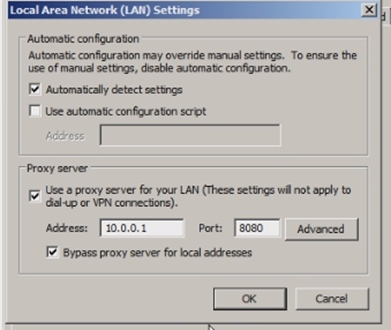 Local Area Network (LAN) Settings
Automatic configuration
Automatic configuration may override manual settings. To ensure the
use of manual settings, disable automatic configuration.
Automatically detect settings
Use automatic configuration script
Address
Proxy server
Use a proxy server for your LAN (These settings will not apply to
dial-up or VPN connections).
Address: 10.0.0.1 Port: 8080 Advanced
Bypass proxy server for local addresses
OK Cancel